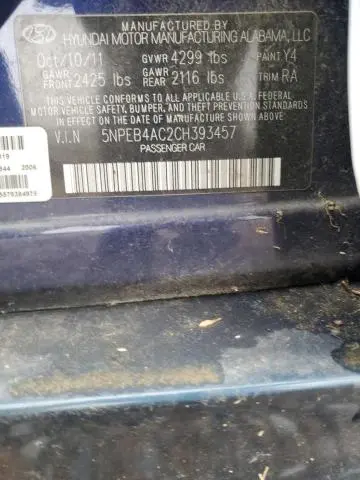 MANUFACTURED BY
HYUNDAI MOTOR MANUFACTURING ALABAMA, LLC
Oct/10/11 GVWR 4299 lbs PAINT Y4
GAWR FRONT 2425 lbs GAWR REAR 2116 lbs TRIM RA
THIS VEHICLE CONFORMS TO ALL APPLICABLE U.S. FEDERAL
MOTOR VEHICLE SAFETY, BUMPER, AND THEFT PREVENTION
STANDARDS IN EFFECT ON THE DATE OF MANUFACTURE
SHOWN ABOVE.
V.I.N 5NPEB4AC2CH393457
PASSENGER CAR